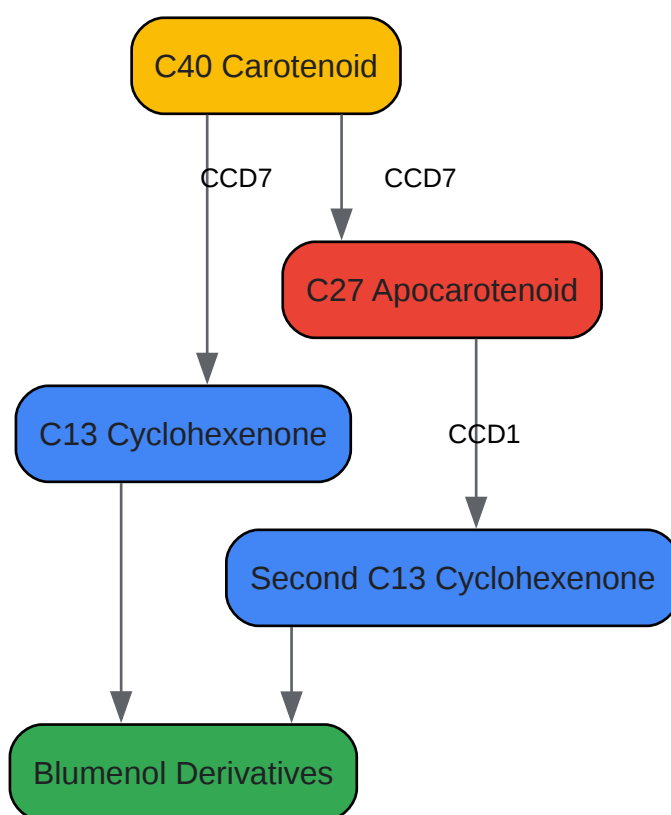 C40 Carotenoid
CCD7
CCD7
C27 Apocarotenoid
C13 Cyclohexenone
CCD1
Second C13 Cyclohexenone
Blumenol Derivatives